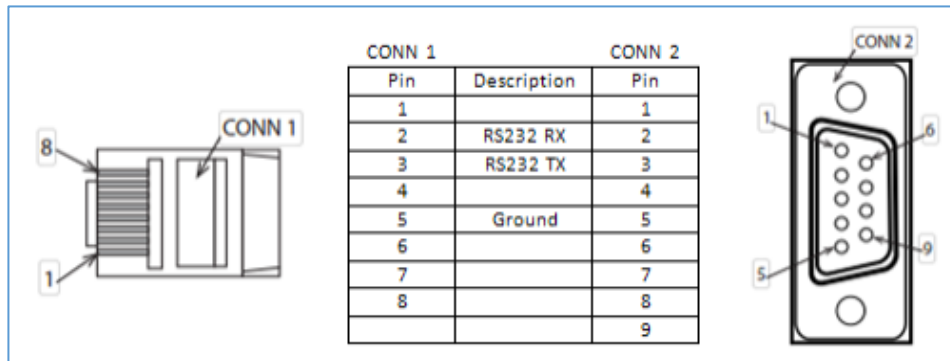 CONN 1 CONN 2
Pin Description Pin
1 1
2 RS232 RX 2
3 RS232 TX 3
4 4
5 Ground 5
6 6
7 7
8 8
9
8
CONN 1
1
CONN 2
1
6
5
9